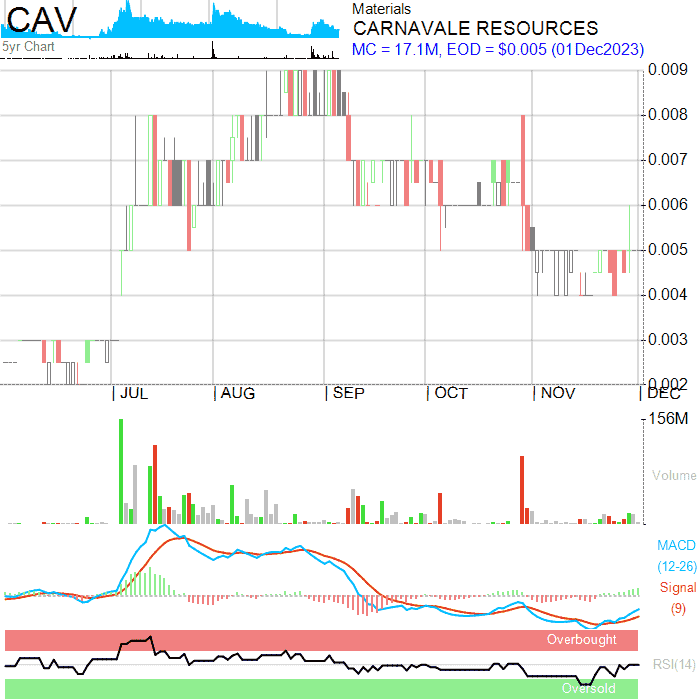 CAV
5yr Chart
Materials
CARNAVALE RESOURCES
MC = 17.1M, EOD = $0.005 (01Dec2023)
0.009
0.008
0.007
0.006
0.005
0.004
0.003
0.002
JUL AUG SEP OCT NOV DEC
156M
Volume
MACD
(12-26)
Signal
(9)
Overbought
RSI(14)
Oversold